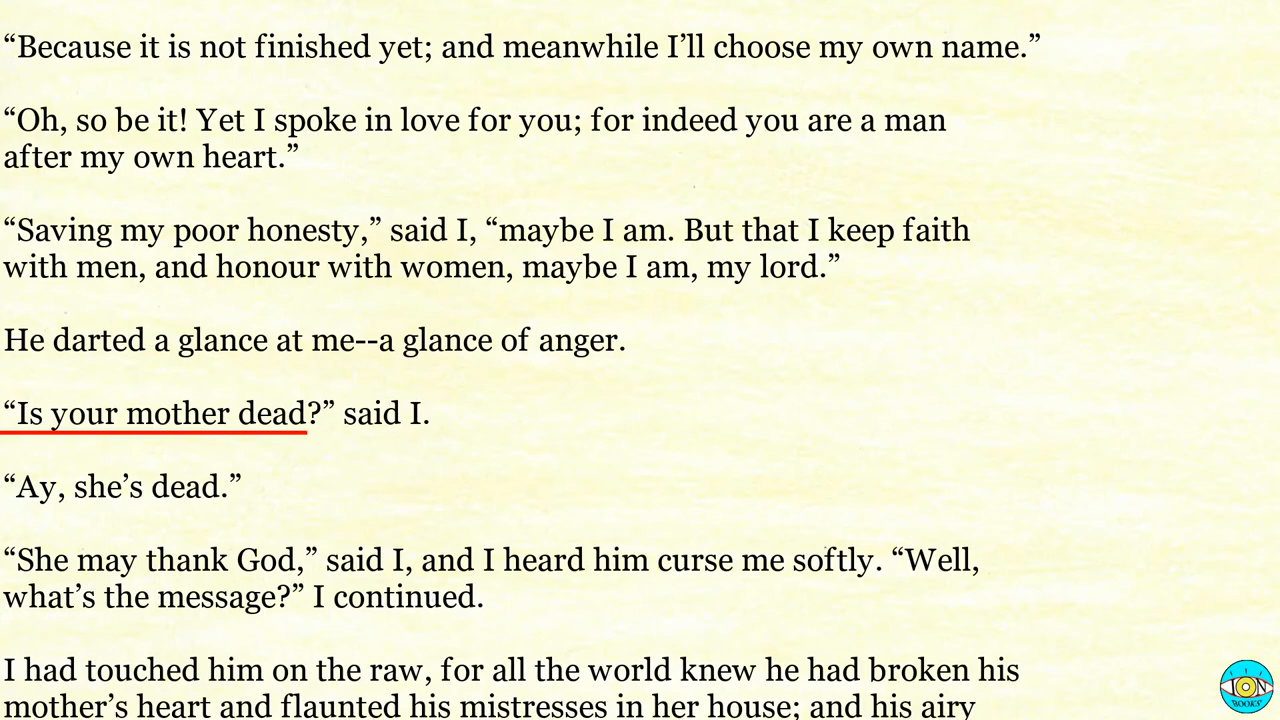 “Because it is not finished yet; and meanwhile I’ll choose my own name.”
“Oh, so be it! Yet I spoke in love for you; for indeed you are a man
after my own heart.”
“Saving my poor honesty,” said I, “maybe I am. But that I keep faith
with men, and honour with women, maybe I am, my lord.”
He darted a glance at me--a glance of anger.
“Is your mother dead?” said I.
“Ay, she’s dead.”
“She may thank God,” said I, and I heard him curse me softly. “Well,
what’s the message?” I continued.
I had touched him on the raw, for all the world knew he had broken his
mother’s heart and flaunted his mistresses in her house; and his airy
ION
BOOKS